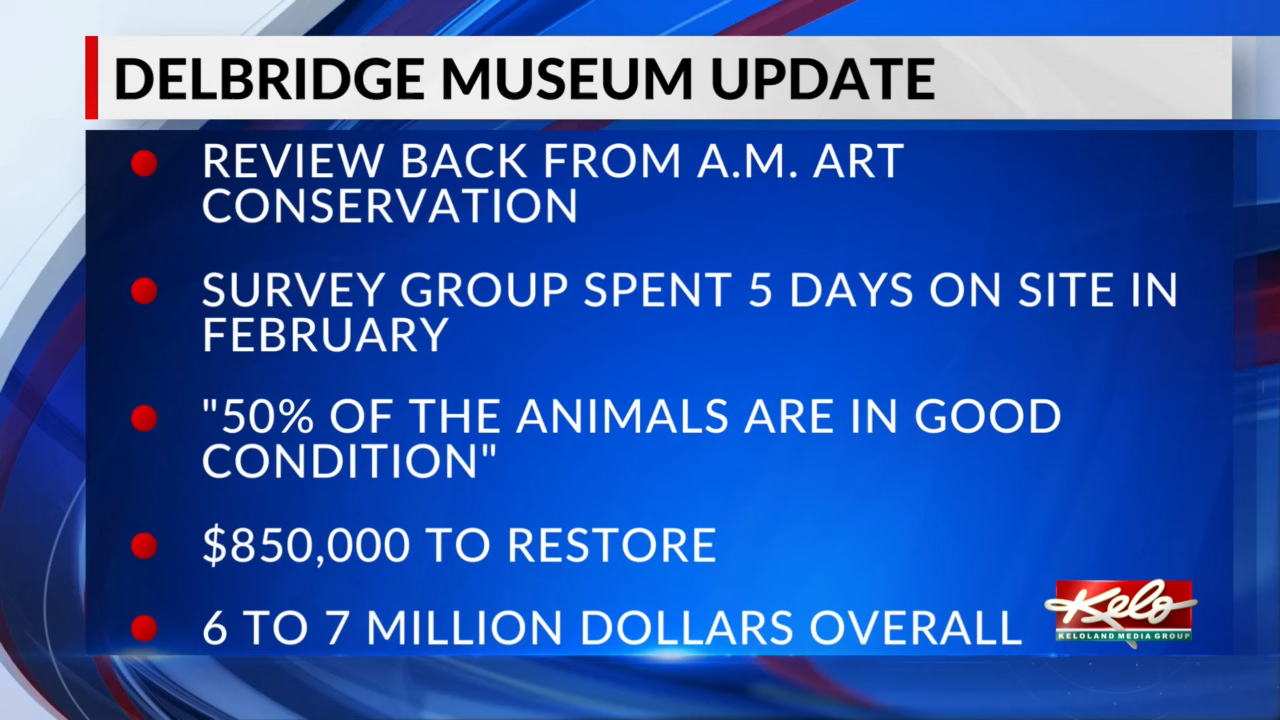 DELBRIDGE MUSEUM UPDATE
REVIEW BACK FROM A.M. ART
CONSERVATION
SURVEY GROUP SPENT 5 DAYS ON SITE IN
FEBRUARY
"50% OF THE ANIMALS ARE IN GOOD
CONDITION"
$850,000 TO RESTORE
6 TO 7 MILLION DOLLARS OVERALL
Kelo
KELOLAND MEDIA GROUP